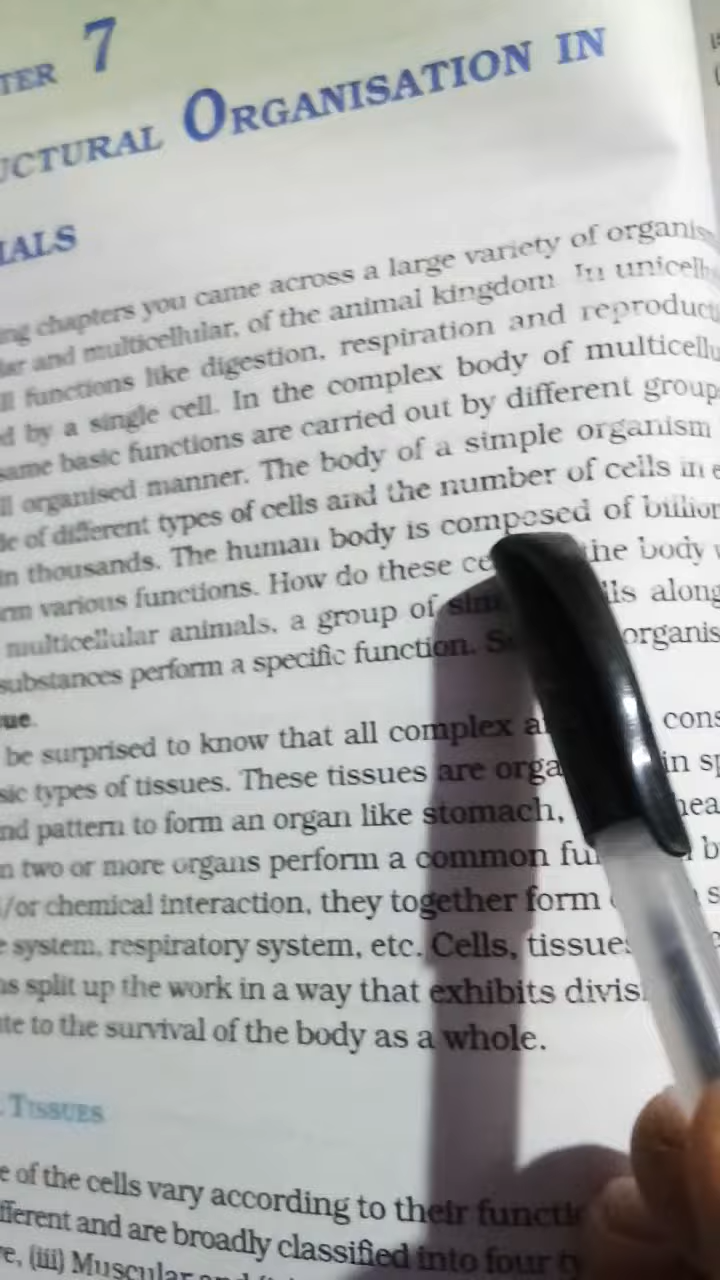 TER 7
UCTURAL ORGANISATION IN
IALS
ng chapters you came across a large variety of organis
lar and multicellular, of the animal kingdom. In unicell
ll functions like digestion, respiration and reproducti
d by a single cell. In the complex body of multicellu
same basic functions are carried out by different group
ll organised manner. The body of a simple organism
de of different types of cells and the number of cells in e
in thousands. The human body is composed of billion
rm various functions. How do these ce the body
multicellular animals, a group of sim lls along
substances perform a specific function. S organis
ue.
be surprised to know that all complex a cons
sic types of tissues. These tissues are orga in sp
nd pattern to form an organ like stomach, hea
n two or more organs perform a common fu b
/or chemical interaction, they together form s
e system, respiratory system, etc. Cells, tissues
ns split up the work in a way that exhibits divis
ute to the survival of the body as a whole.
TISSUES
e of the cells vary according to their functi
fferent and are broadly classified into four t
e, (iii) Muscular and